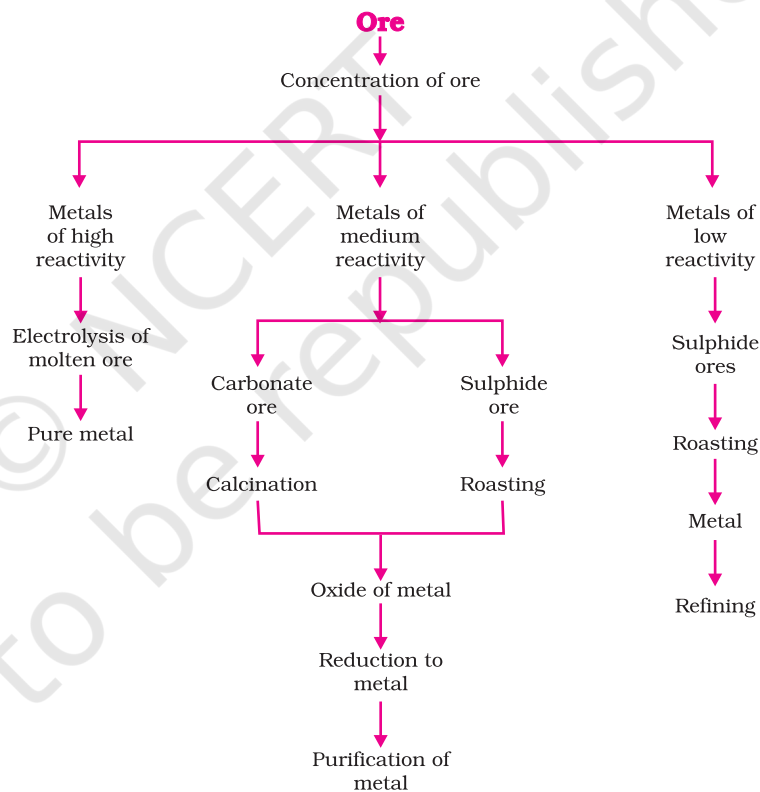 Ore
Concentration of ore
Metals
of high
reactivity
Electrolysis of
molten ore
Pure metal
Metals of
medium
reactivity
Carbonate
ore
Calcination
Sulphide
ore
Roasting
Oxide of metal
Reduction to
metal
Purification of
metal
Metals of
low
reactivity
Sulphide
ores
Roasting
Metal
Refining
© NCERT
to be republishe